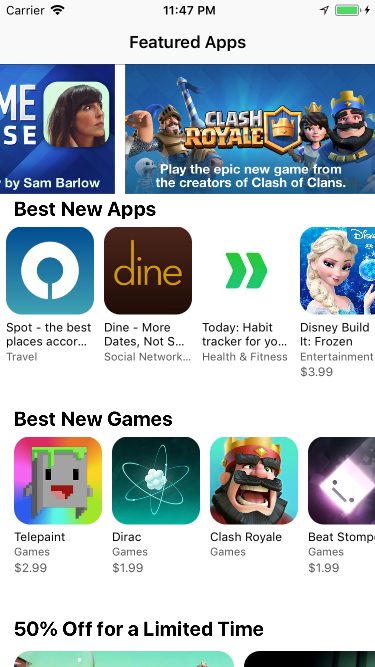 Carrier 11:47 PM
Featured Apps
ME
SE
by Sam Barlow
CLASH
ROYALE
Play the epic new game from
the creators of Clash of Clans.
Best New Apps
dine
Disney
Spot - the best
places accor...
Travel
Dine - More
Dates, Not S...
Social Network...
Today: Habit
tracker for yo...
Health & Fitness
Disney Build
It: Frozen
Entertainment
$3.99
Best New Games
Telepaint
Games
$2.99
Dirac
Games
$1.99
Clash Royale
Games
Beat Stomp
Games
$1.99
50% Off for a Limited Time